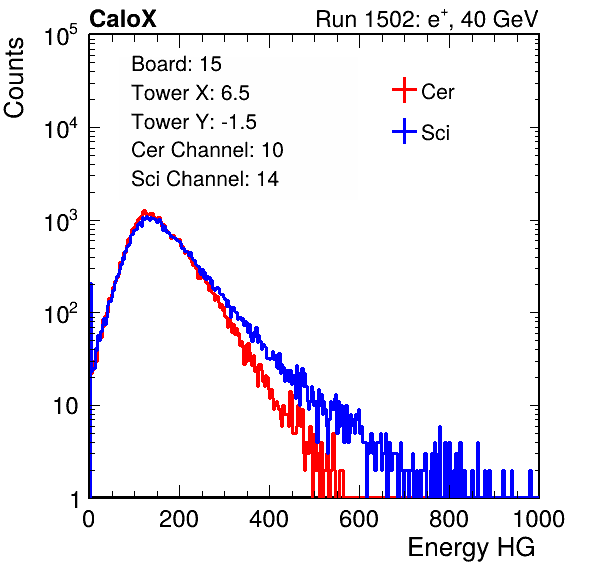 CaloX Run 1502: e+, 40 GeV
Counts
Board: 15
Tower X: 6.5
Tower Y: -1.5
Cer Channel: 10
Sci Channel: 14
Cer
Sci
10^5
10^4
10^3
10^2
10
1
0 200 400 600 800 1000
Energy HG